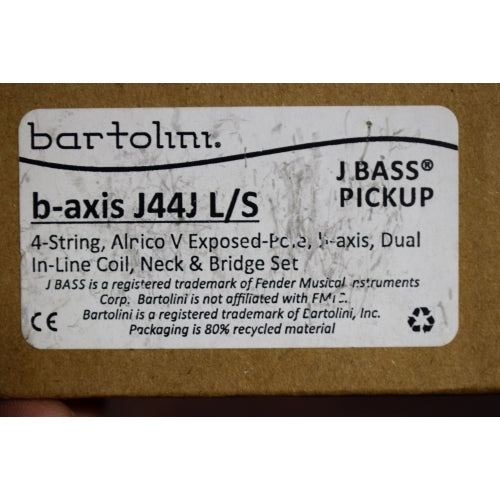 bartolini.
J BASS®
PICKUP
b-axis J44J L/S
4-String, Alnico V Exposed-Pole, b-axis, Dual
In-Line Coil, Neck & Bridge Set
J BASS is a registered trademark of Fender Musical Instruments
Corp. Bartolini is not affiliated with FMIC.
Bartolini is a registered trademark of Bartolini, Inc.
Packaging is 80% recycled material
CE